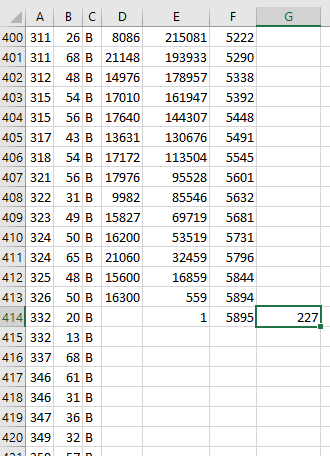 A B C D E F G
400 311 26 B 8086 215081 5222
401 311 68 B 21148 193933 5290
402 312 48 B 14976 178957 5338
403 315 54 B 17010 161947 5392
404 315 56 B 17640 144307 5448
405 317 43 B 13631 130676 5491
406 318 54 B 17172 113504 5545
407 321 56 B 17976 95528 5601
408 322 31 B 9982 85546 5632
409 323 49 B 15827 69719 5681
410 324 50 B 16200 53519 5731
411 324 65 B 21060 32459 5796
412 325 48 B 15600 16859 5844
413 326 50 B 16300 559 5894
414 332 20 B 1 5895 227
415 332 13 B
416 337 68 B
417 346 61 B
418 346 31 B
419 347 36 B
420 349 32 B